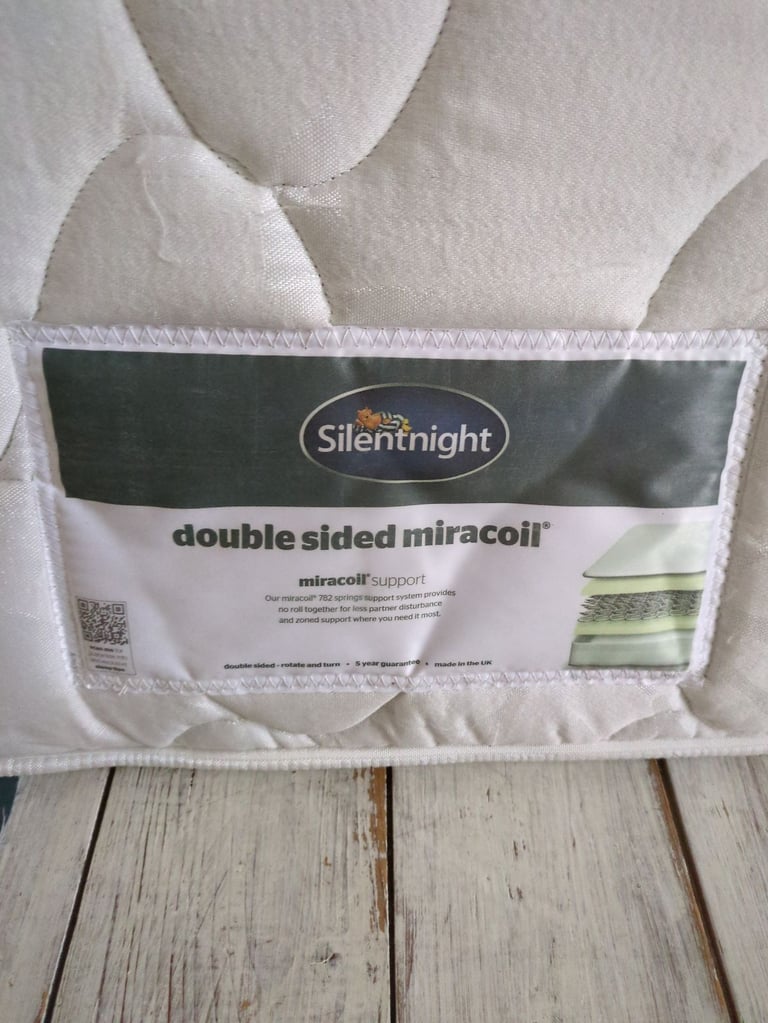 Silentnight
double sided miracoil®
miracoil® support
Our miracoil® 782 springs support system provides
no roll together for less partner disturbance
and zoned support where you need it most.
double sided - rotate and turn • 5 year guarantee • made in the UK